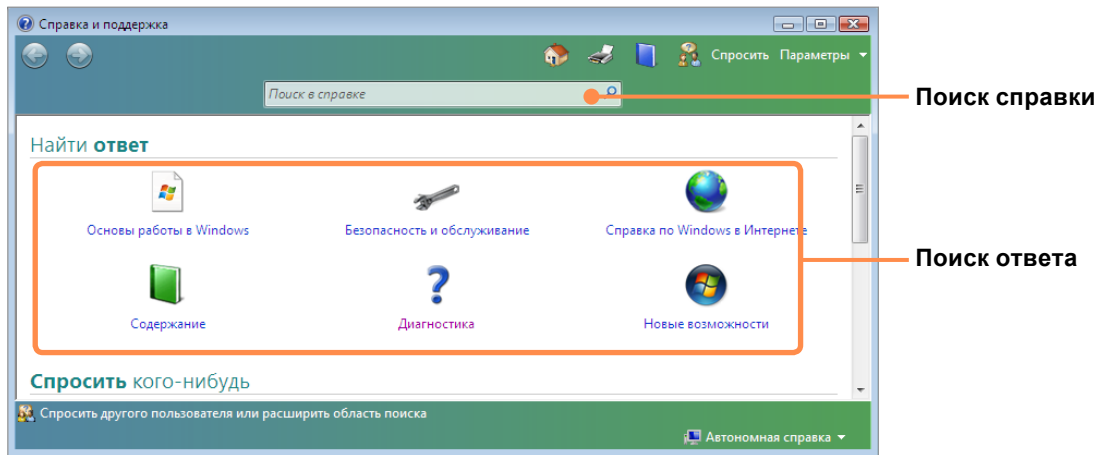 Справка и поддержка
Спросить Параметры
Поиск в справке
Поиск справки
Найти ответ
Основы работы в Windows
Безопасность и обслуживание
Справка по Windows в Интернете
Поиск ответа
Содержание
Диагностика
Новые возможности
Спросить кого-нибудь
Спросить другого пользователя или расширить область поиска
Автономная справка